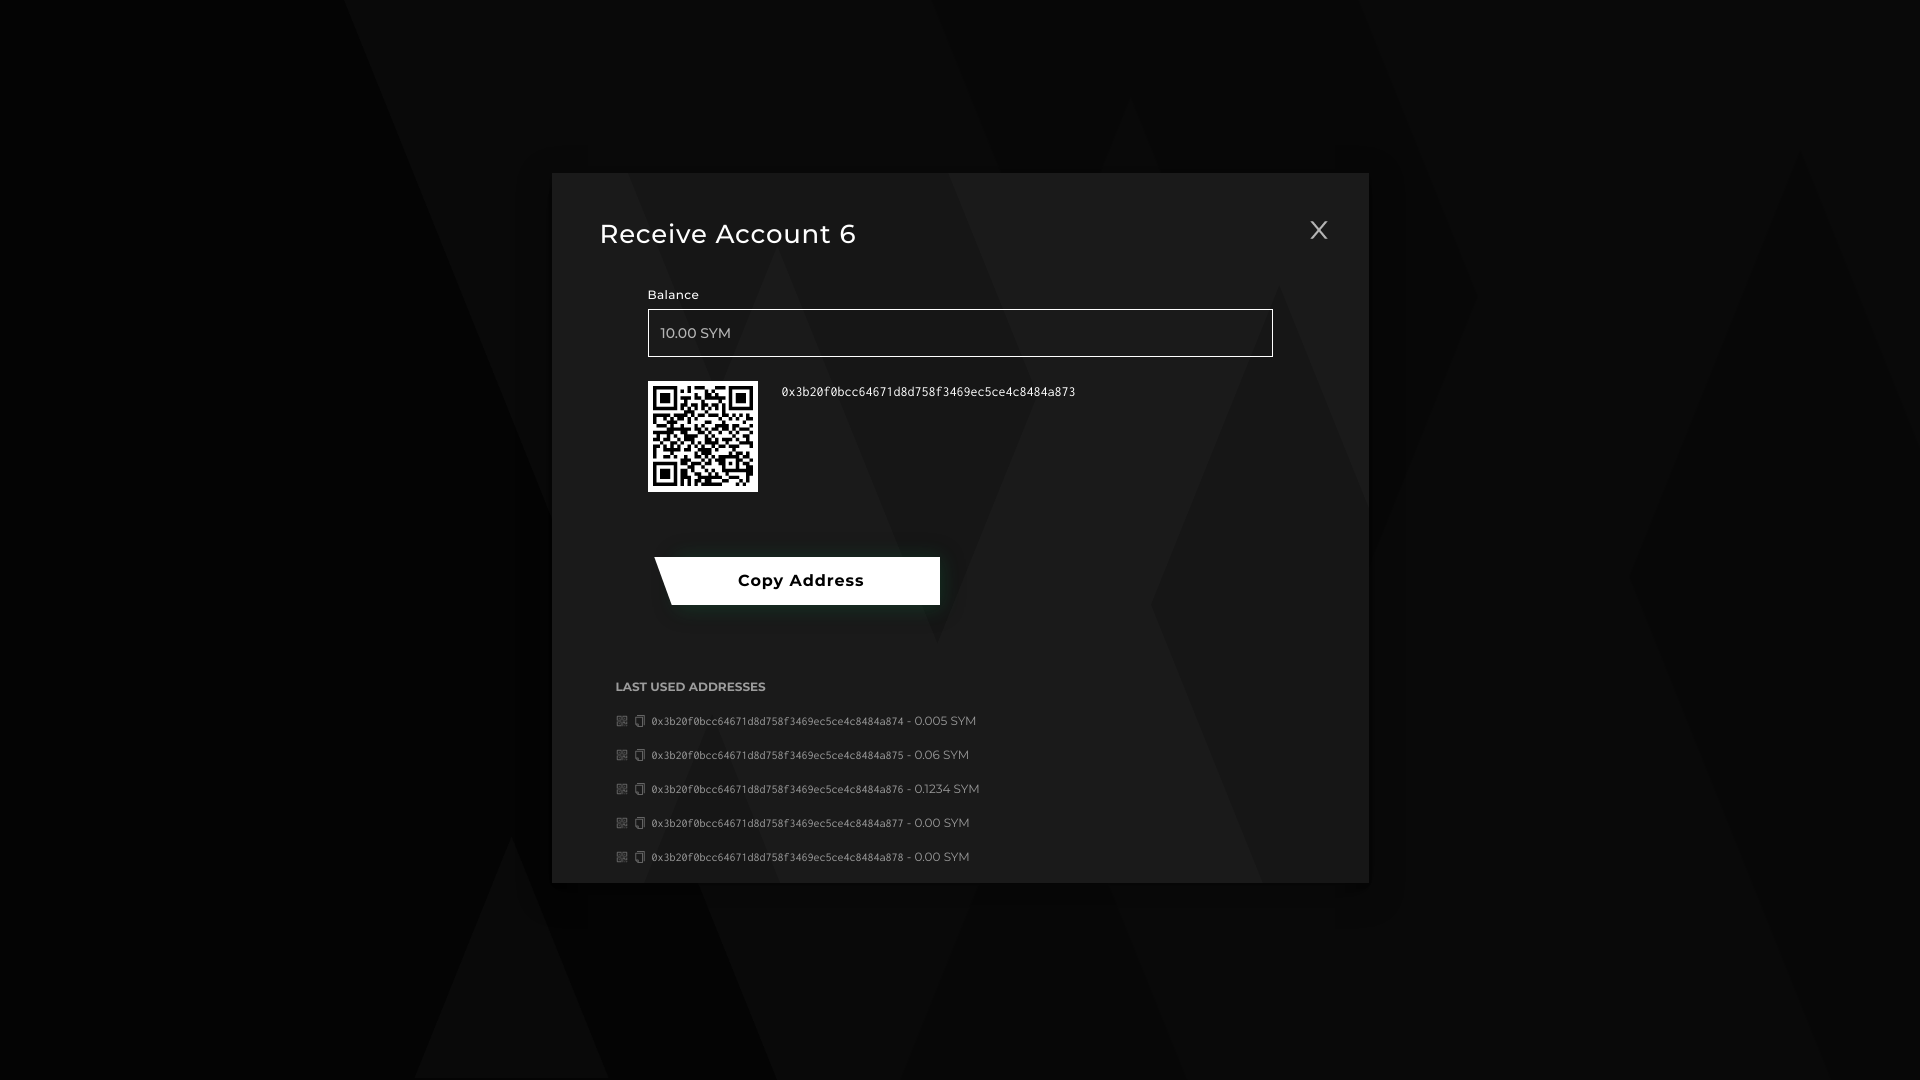 Receive Account 6
X
Balance
10.00 SYM
0x3b20f0bcc64671d8d758f3469ec5ce4c8484a873
Copy Address
LAST USED ADDRESSES
0x3b20f0bcc64671d8d758f3469ec5ce4c8484a874 - 0.005 SYM
0x3b20f0bcc64671d8d758f3469ec5ce4c8484a875 - 0.06 SYM
0x3b20f0bcc64671d8d758f3469ec5ce4c8484a876 - 0.1234 SYM
0x3b20f0bcc64671d8d758f3469ec5ce4c8484a877 - 0.00 SYM
0x3b20f0bcc64671d8d758f3469ec5ce4c8484a878 - 0.00 SYM